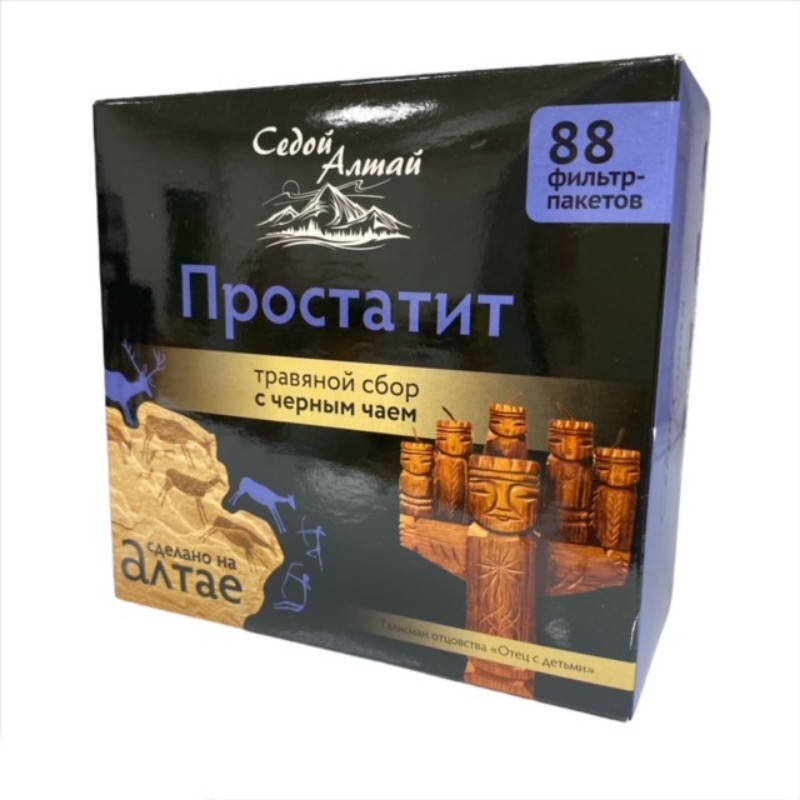 Седой
Алтай
88
фильтр-
пакетов
Простатит
травяной сбор
с черным чаем
сделано на
алтае
Талисман отцовства «Отец с детьми»